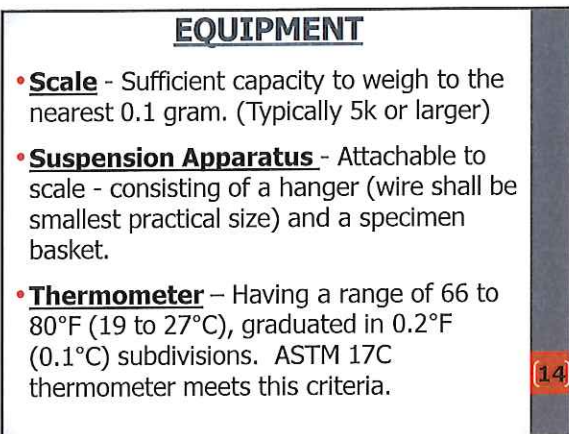 EQUIPMENT
• Scale - Sufficient capacity to weigh to the
nearest 0.1 gram. (Typically 5k or larger)
• Suspension Apparatus - Attachable to
scale - consisting of a hanger (wire shall be
smallest practical size) and a specimen
basket.
• Thermometer – Having a range of 66 to
80°F (19 to 27°C), graduated in 0.2°F
(0.1°C) subdivisions. ASTM 17C
thermometer meets this criteria.
[14]